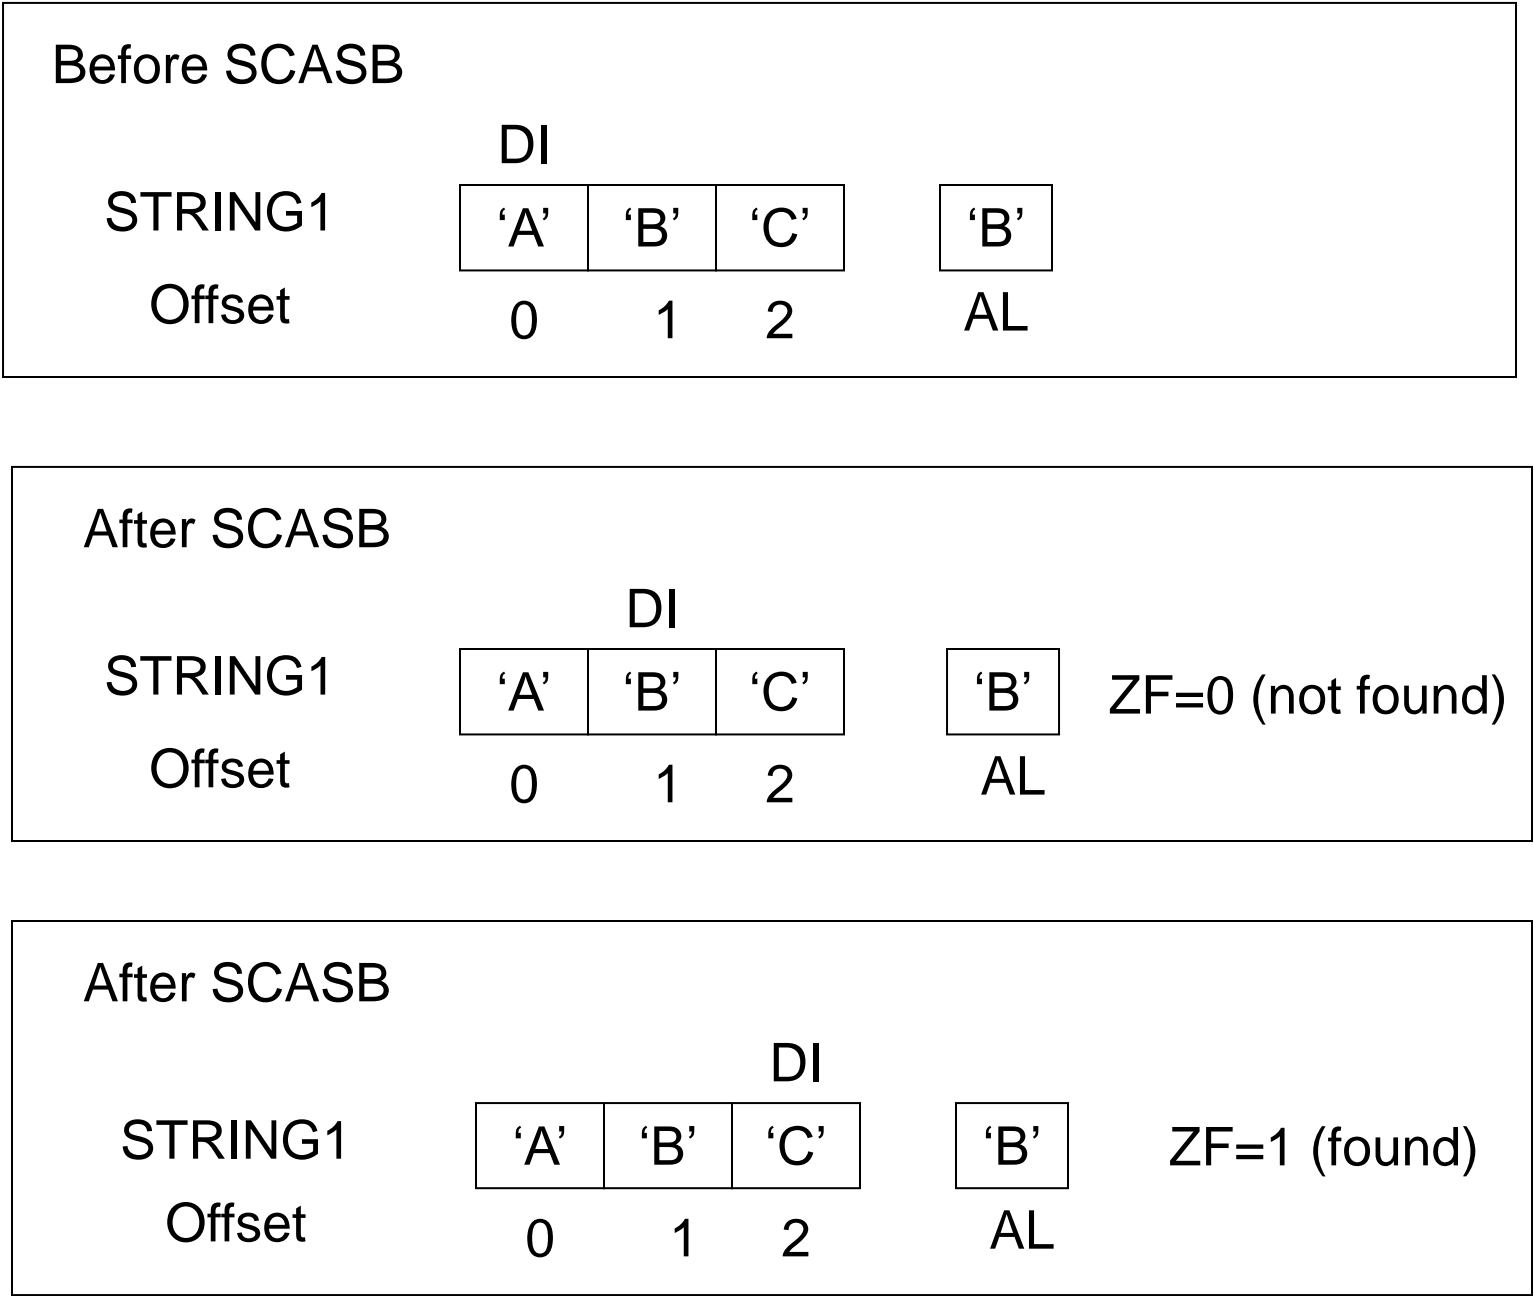 Before SCASB
DI
STRING1 ‘A’ ‘B’ ‘C’ ‘B’
Offset 0 1 2 AL
After SCASB
DI
STRING1 ‘A’ ‘B’ ‘C’ ‘B’ ZF=0 (not found)
Offset 0 1 2 AL
After SCASB
DI
STRING1 ‘A’ ‘B’ ‘C’ ‘B’ ZF=1 (found)
Offset 0 1 2 AL